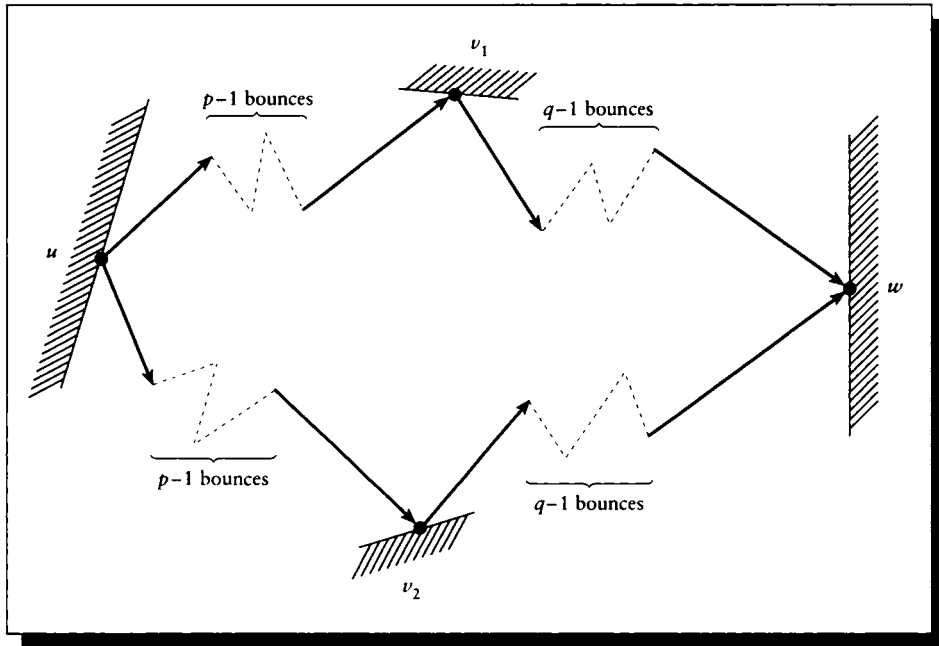 v₁
p–1 bounces
q–1 bounces
u
w
p–1 bounces
q–1 bounces
v₂